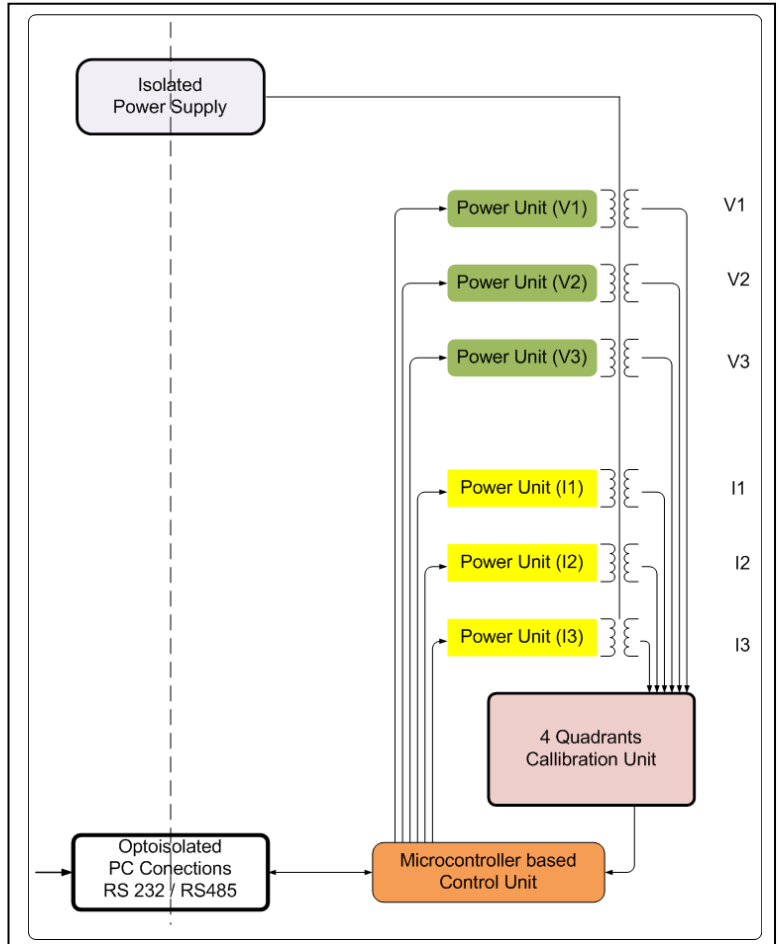 Isolated
Power Supply
Power Unit (V1)
V1
Power Unit (V2)
V2
Power Unit (V3)
V3
Power Unit (I1)
I1
Power Unit (I2)
I2
Power Unit (I3)
I3
4 Quadrants
Callibration Unit
Optoisolated
PC Conections
RS 232 / RS485
Microcontroller based
Control Unit